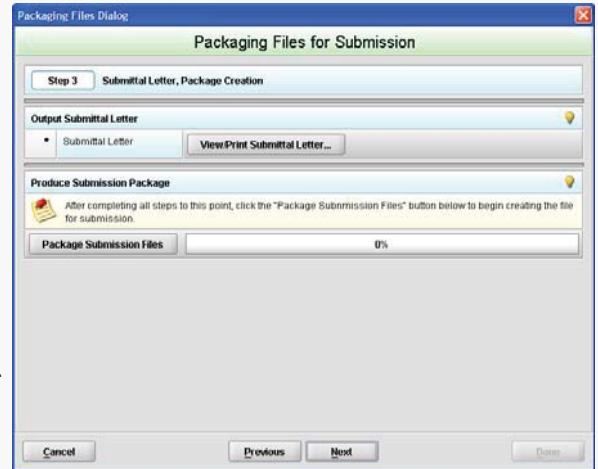 Packaging Files Dialog
Packaging Files for Submission
Step 3 Submittal Letter, Package Creation
Output Submittal Letter
• Submittal Letter View/Print Submittal Letter...
Produce Submission Package
After completing all steps to this point, click the "Package Submmission Files" button below to begin creating the file
for submission.
Package Submission Files 0%
Cancel Previous Next Done